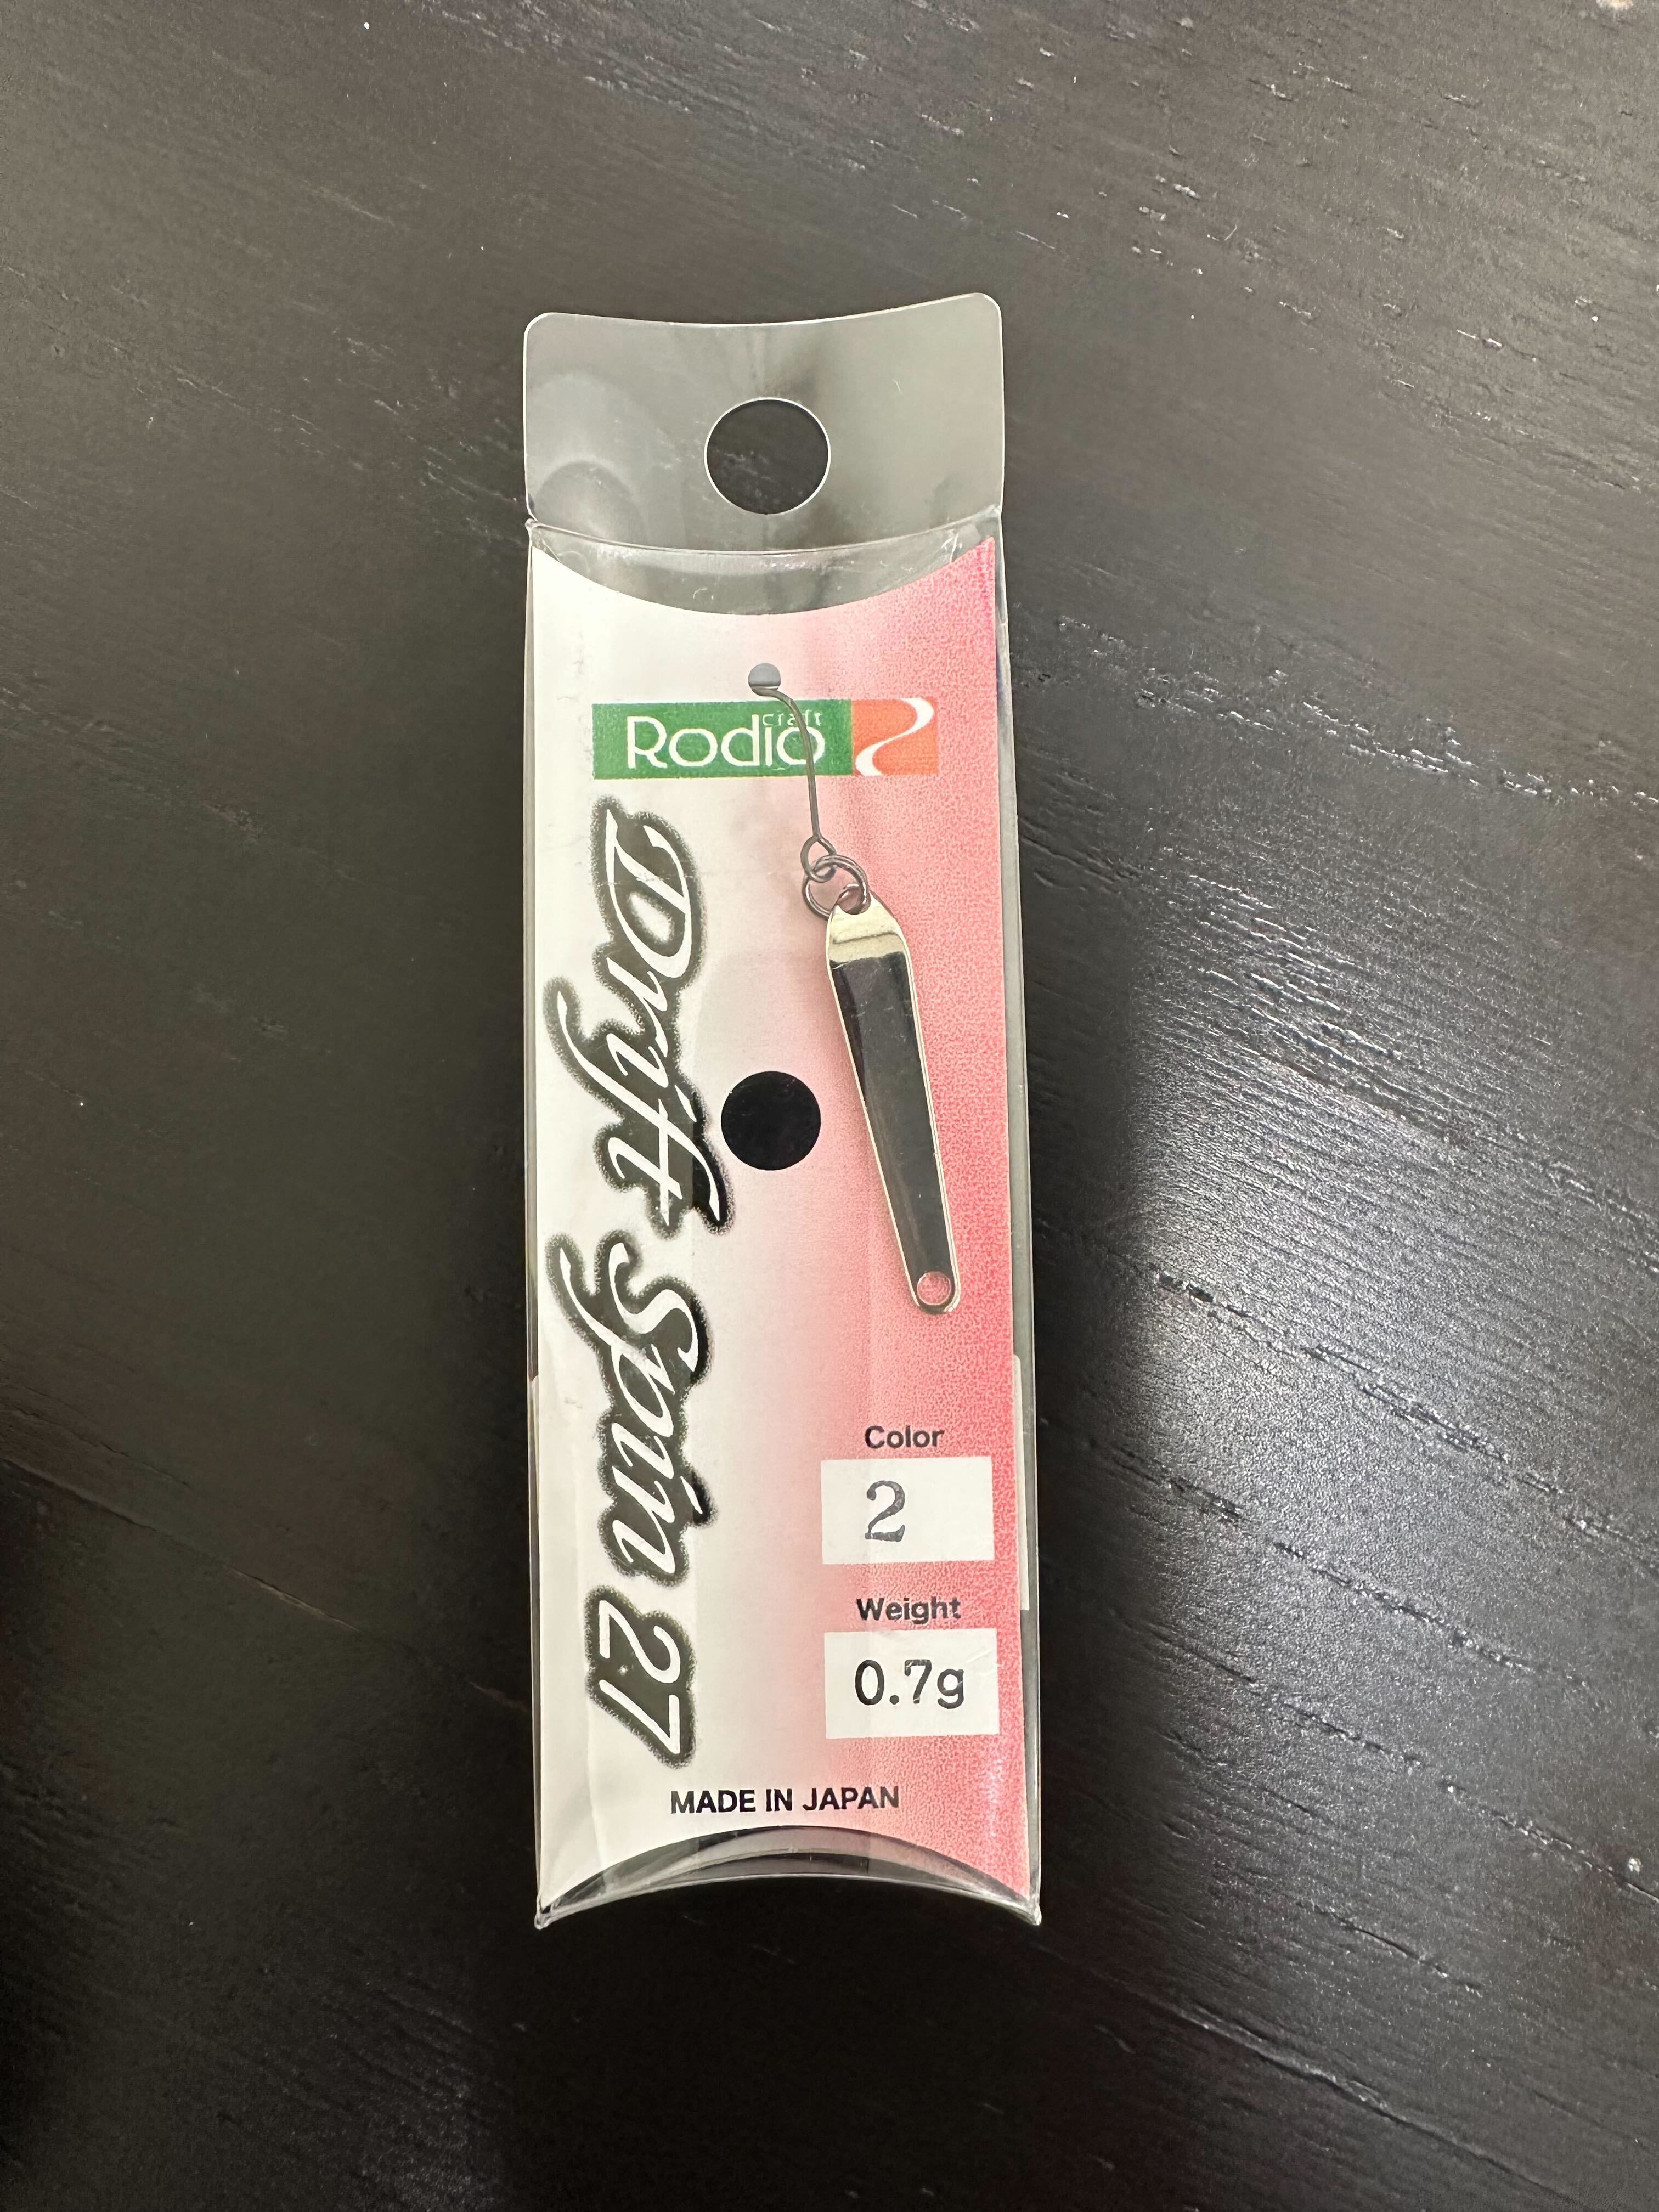 Rodio craft
Drift Spin 27
Color
2
Weight
0.7g
MADE IN JAPAN